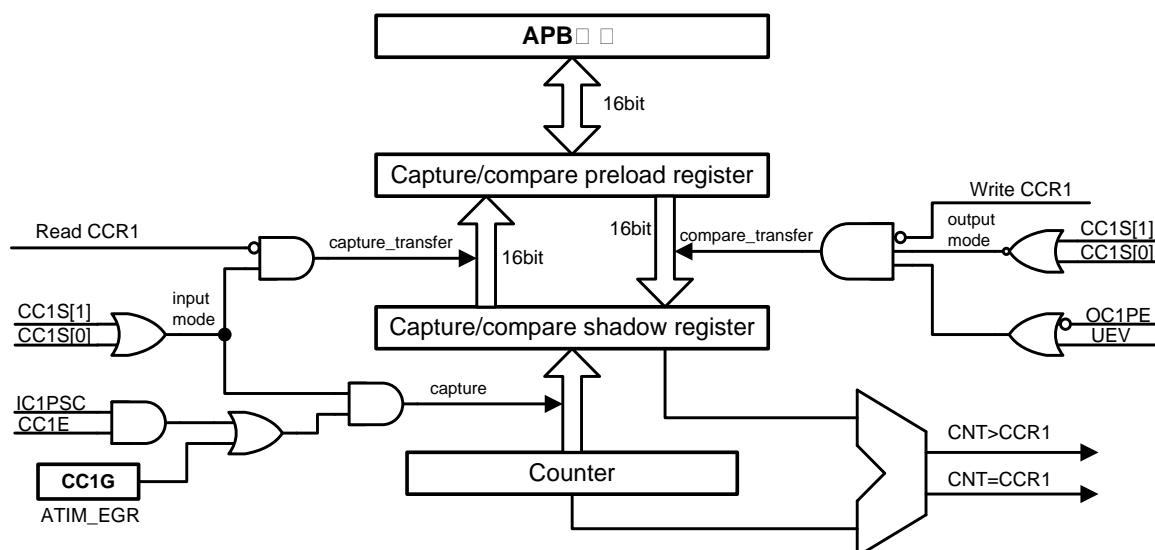 APB
16bit
Capture/compare preload register
Write CCR1
Read CCR1
capture_transfer
16bit
16bit
compare_transfer
output
mode
CC1S[1]
CC1S[0]
CC1S[1]
CC1S[0]
input
mode
Capture/compare shadow register
OC1PE
UEV
IC1PSC
CC1E
capture
CC1G
ATIM_EGR
Counter
CNT>CCR1
CNT=CCR1